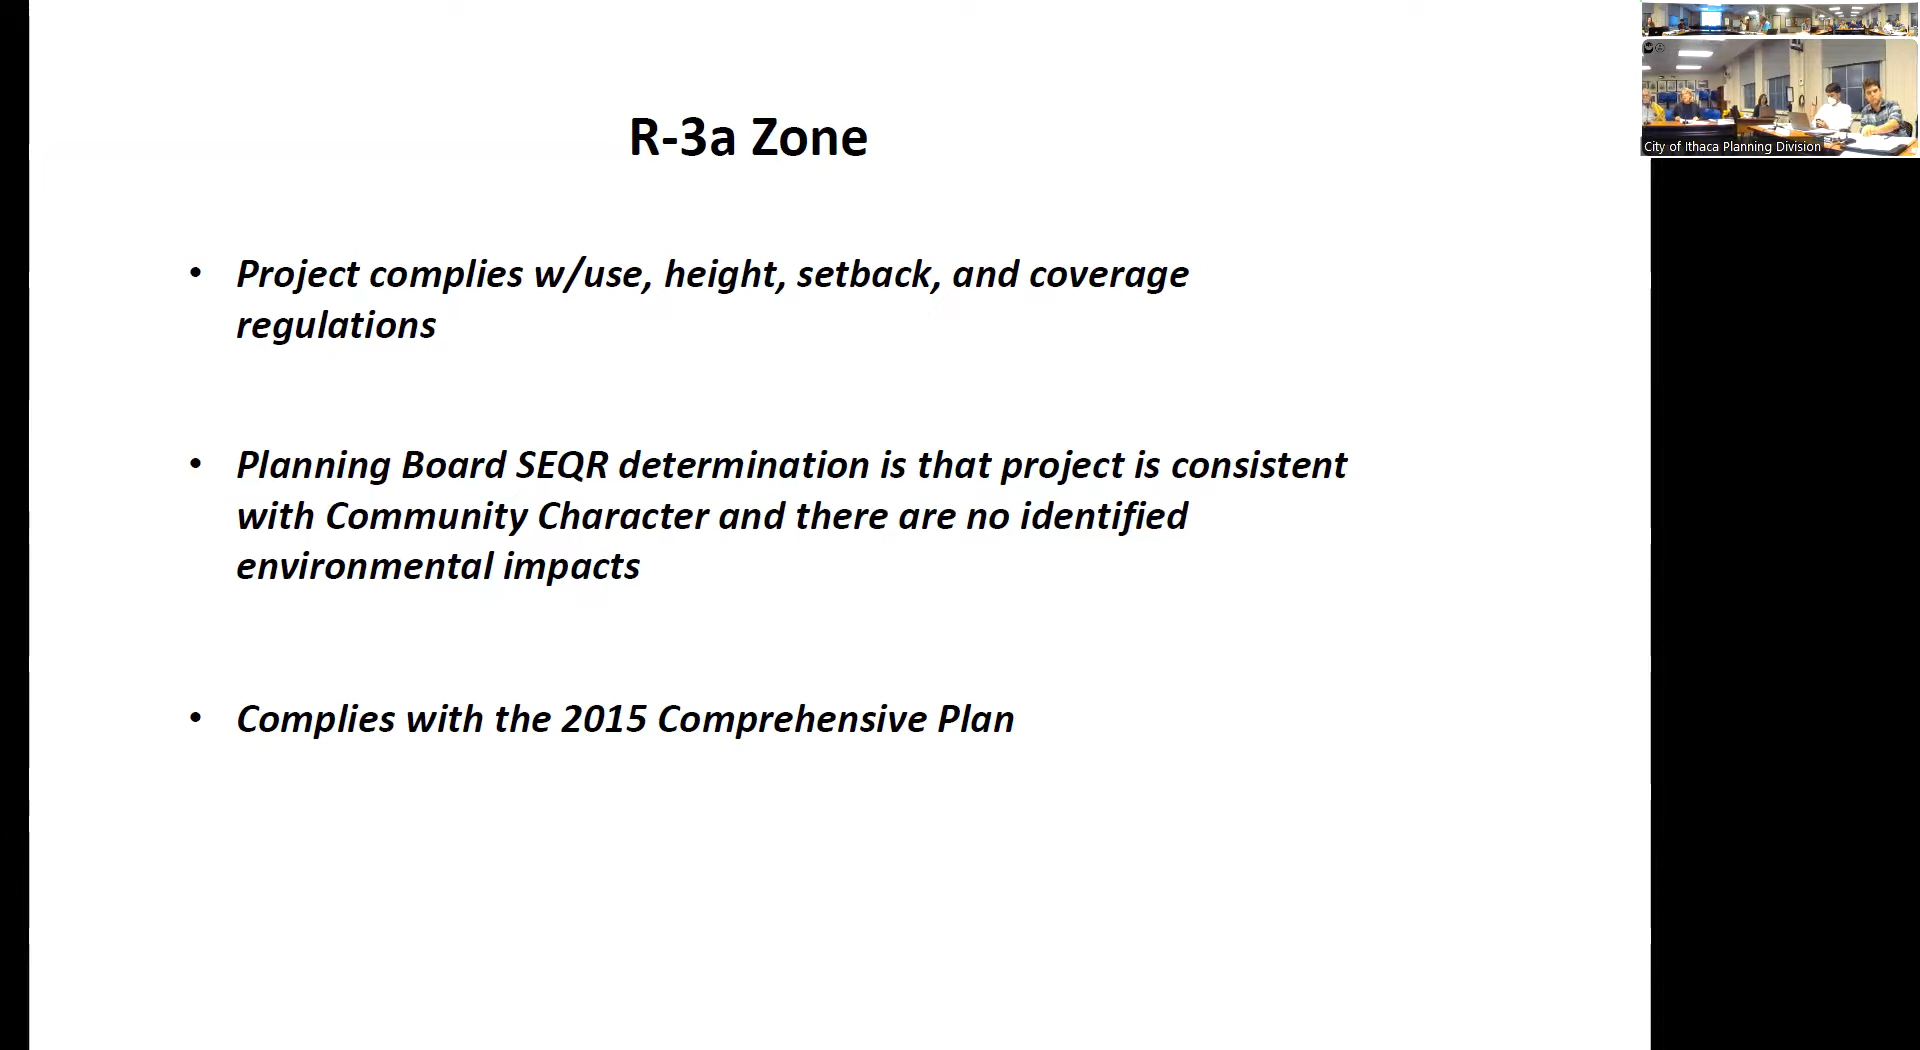 R-3a Zone
• Project complies w/use, height, setback, and coverage
regulations
• Planning Board SEQR determination is that project is consistent
with Community Character and there are no identified
environmental impacts
• Complies with the 2015 Comprehensive Plan
City of Ithaca Planning Division